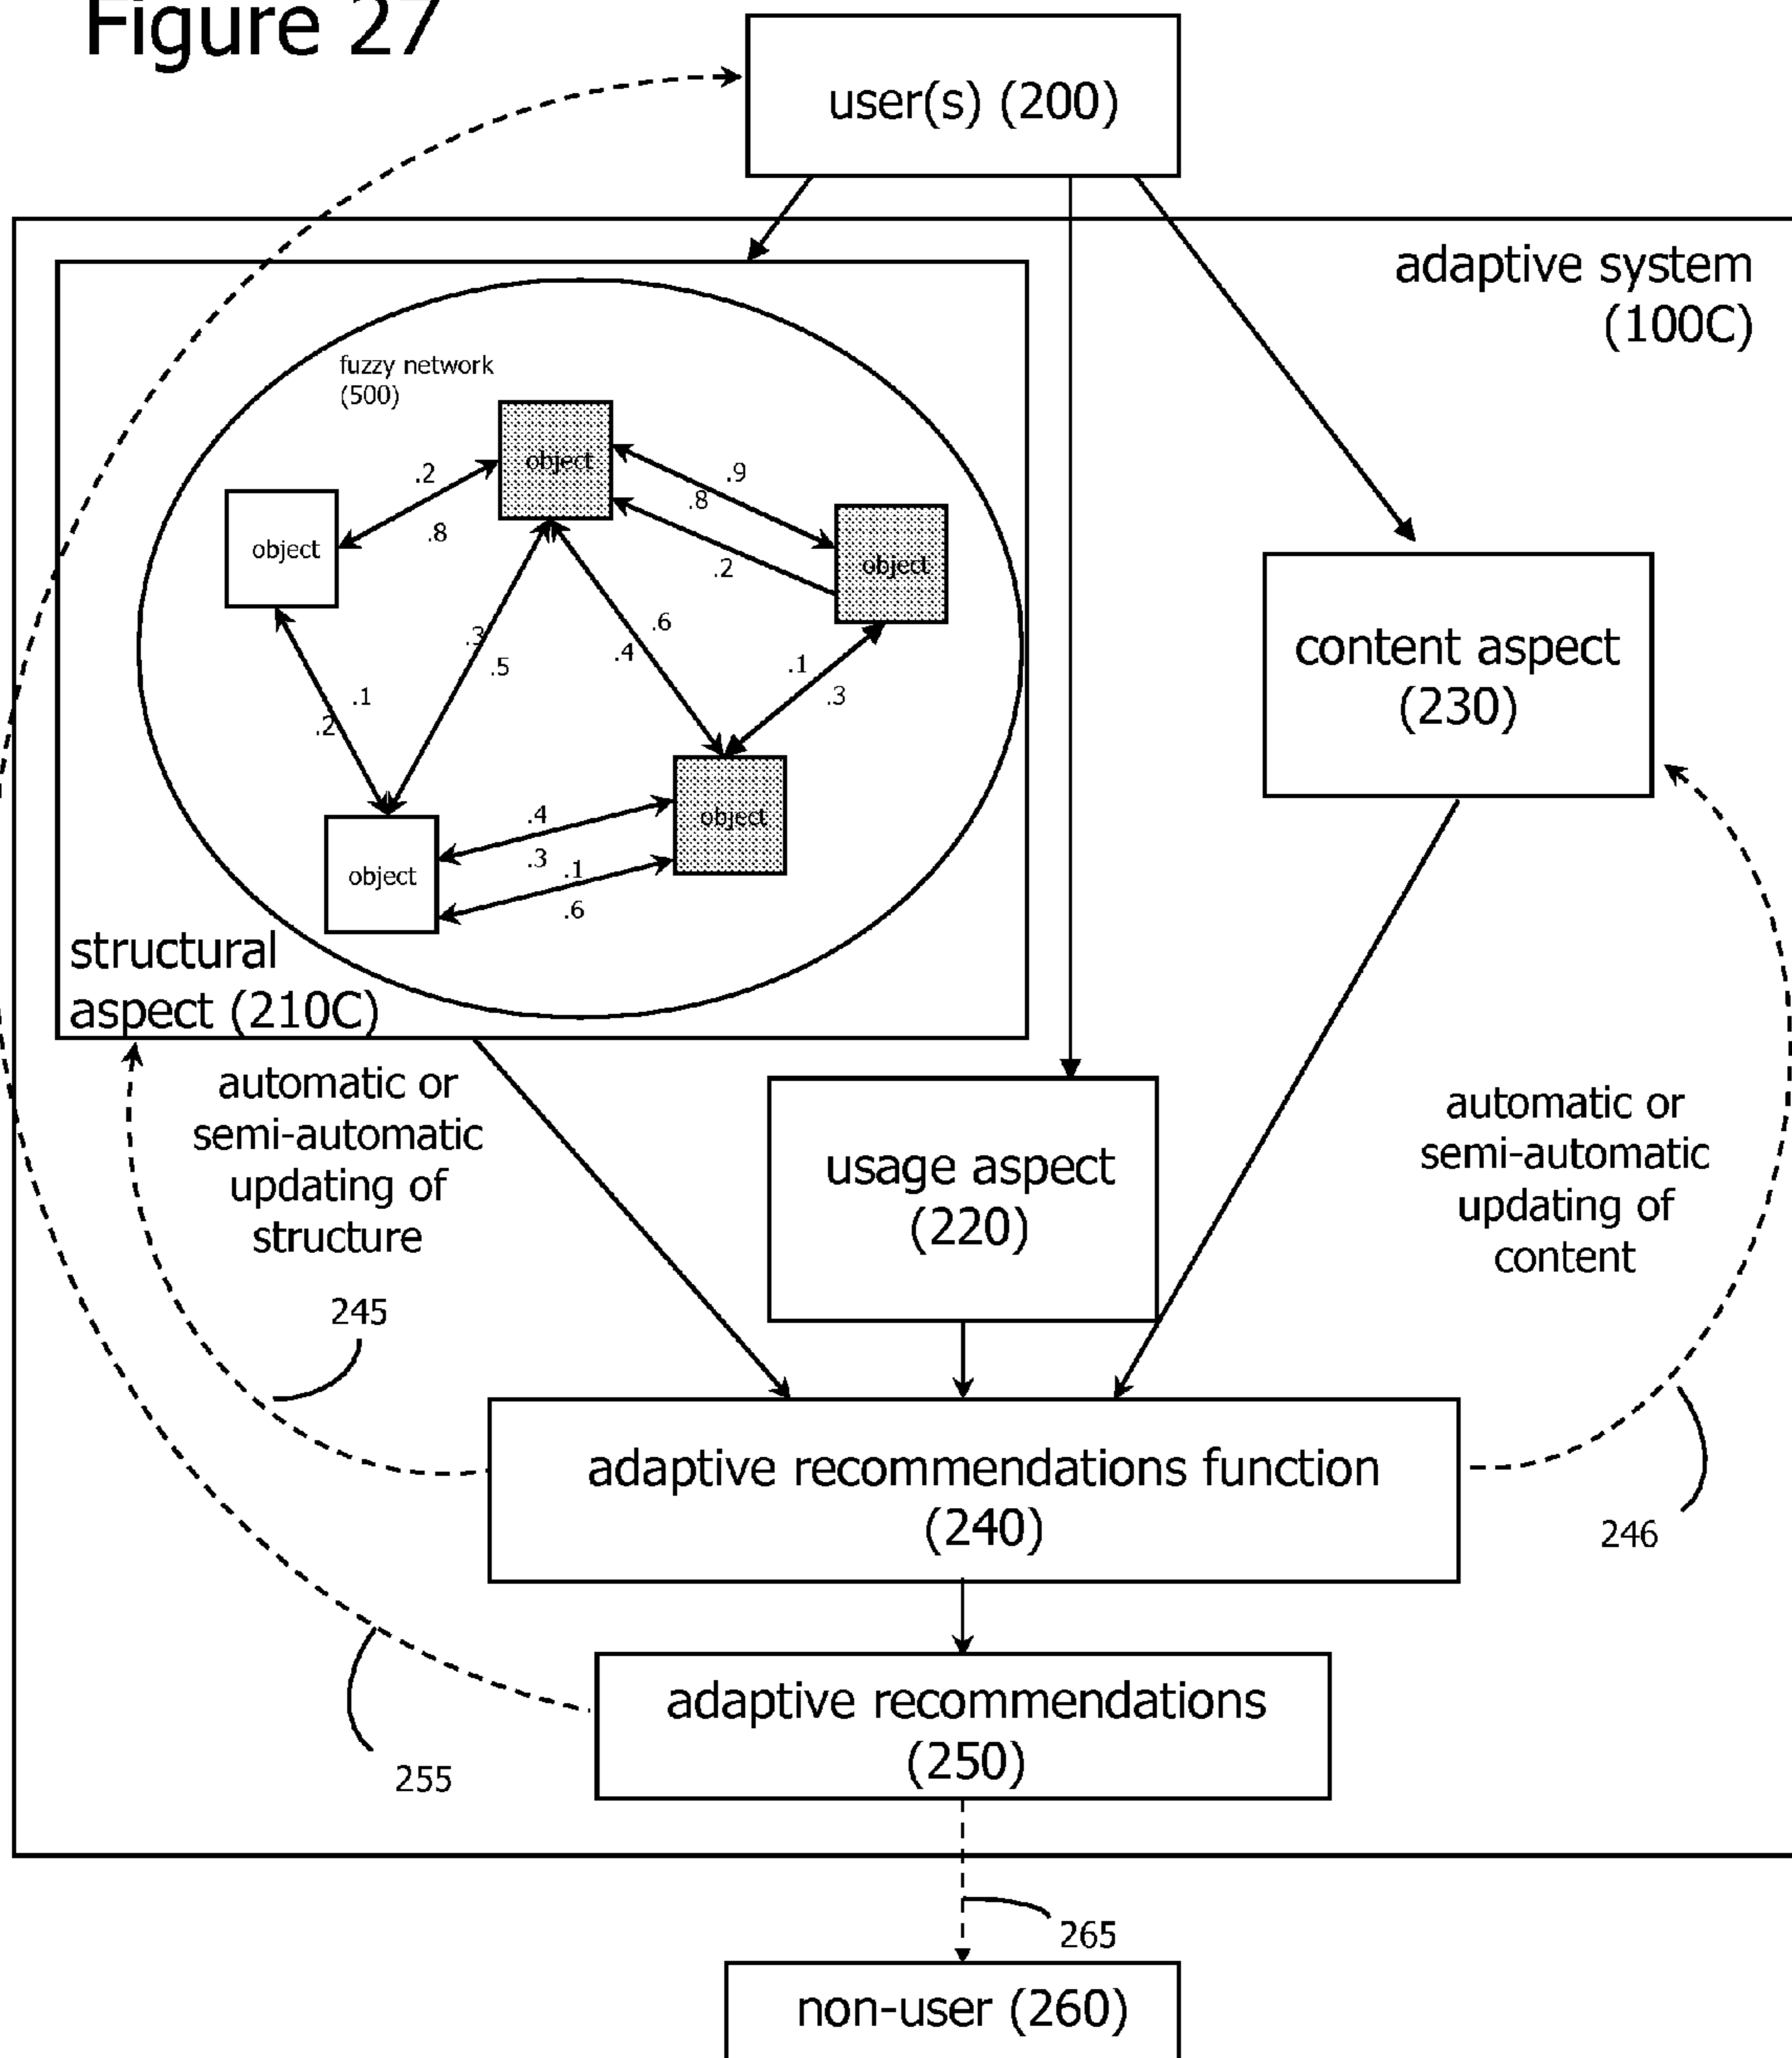 Figure 27
user(s) (200)
adaptive system
(100C)
fuzzy network
(500)
object
object
object
object
object
.2
.8
.9
.8
.2
.3
.5
.6
.4
.1
.3
.1
.2
.4
.3
.1
.6
structural
aspect (210C)
content aspect
(230)
automatic or
semi-automatic
updating of
structure
245
usage aspect
(220)
automatic or
semi-automatic
updating of
content
246
adaptive recommendations function
(240)
adaptive recommendations
(250)
255
265
non-user (260)